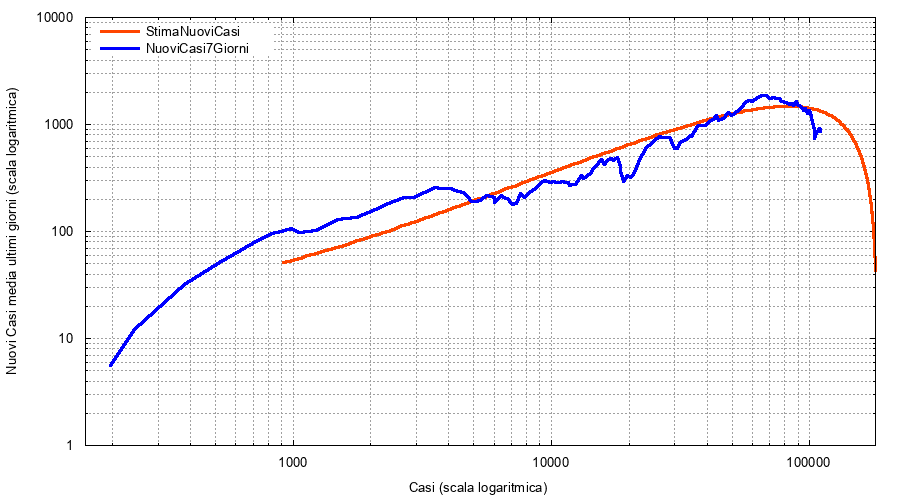 10000
1000
100
10
1
StimaNuoviCasi
NuoviCasi7Giorni
Nuovi Casi media ultimi giorni (scala logaritmica)
1000 10000 100000
Casi (scala logaritmica)